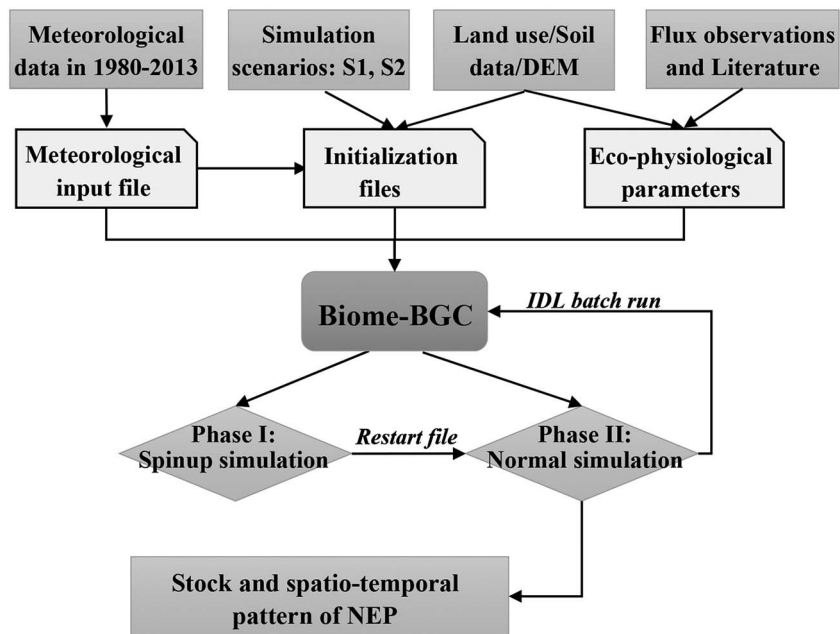 Meteorological
data in 1980-2013
Simulation
scenarios: S1, S2
Land use/Soil
data/DEM
Flux observations
and Literature
Meteorological
input file
Initialization
files
Eco-physiological
parameters
Biome-BGC
IDL batch run
Phase I:
Spinup simulation
Restart file
Phase II:
Normal simulation
Stock and spatio-temporal
pattern of NEP